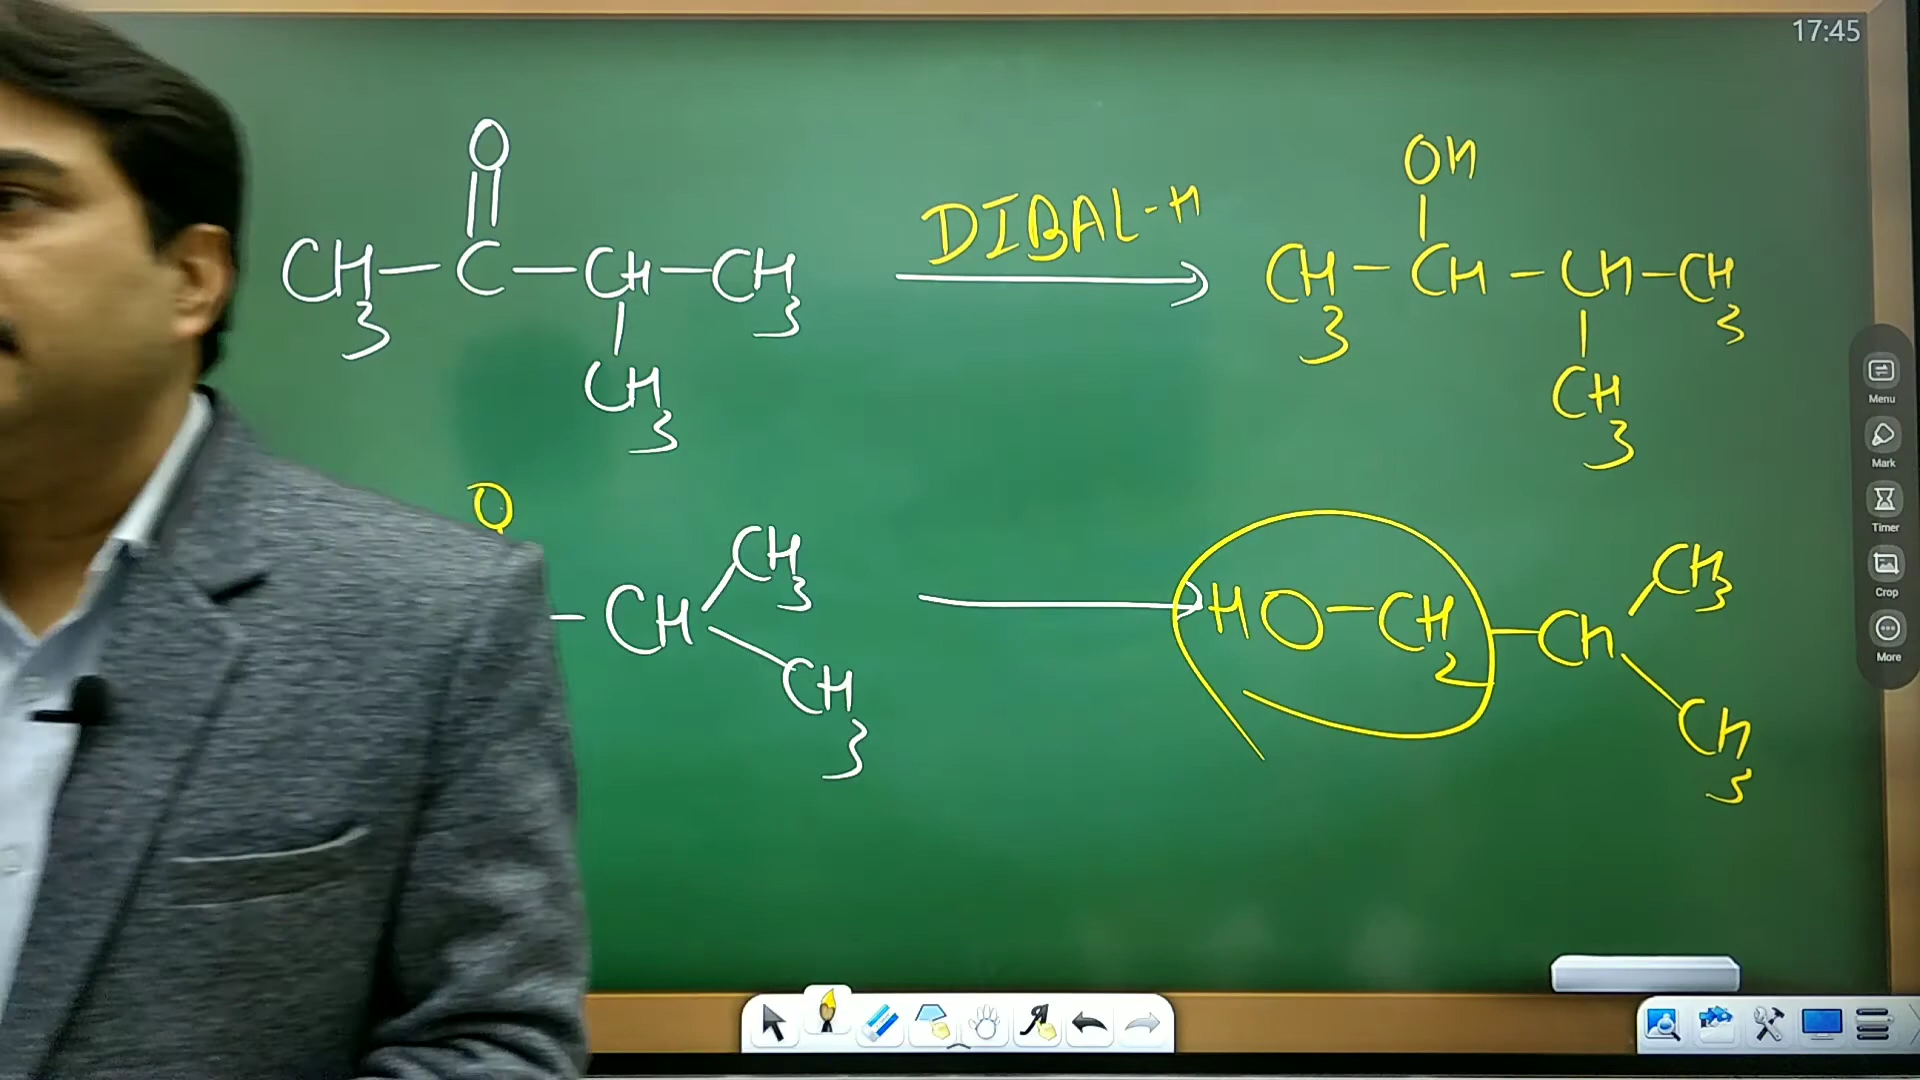 17:45
O
||
CH3—C—CH—CH3
|
CH3
DIBAL-H
OH
|
CH3—CH—CH—CH3
|
CH3
O
—CH
CH3
CH3
HO—CH2—CH
CH3
CH3
Menu
Mark
Timer
Crop
More